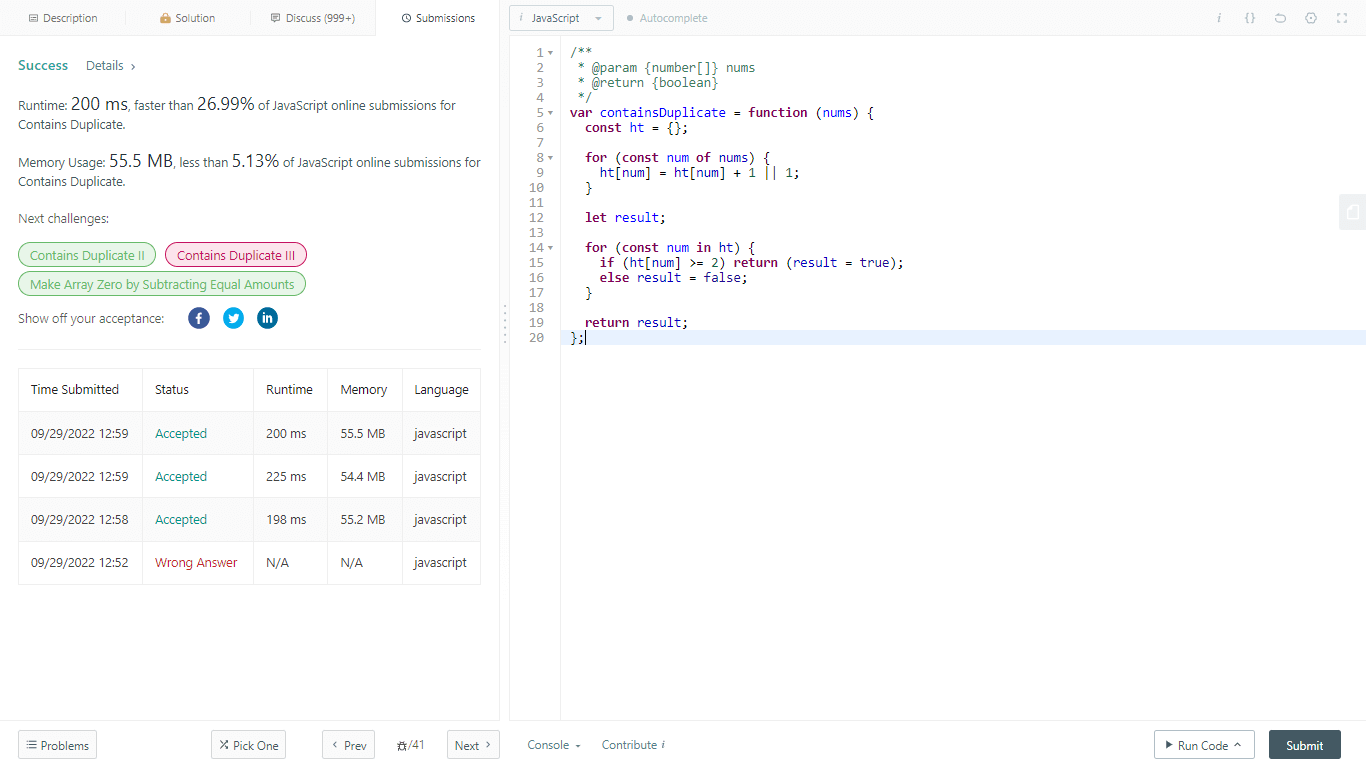 Description Solution Discuss (999+) Submissions
Success Details ›
Runtime: 200 ms, faster than 26.99% of JavaScript online submissions for
Contains Duplicate.
Memory Usage: 55.5 MB, less than 5.13% of JavaScript online submissions for
Contains Duplicate.
Next challenges:
Contains Duplicate II Contains Duplicate III
Make Array Zero by Subtracting Equal Amounts
Show off your acceptance:
Time Submitted Status Runtime Memory Language
09/29/2022 12:59 Accepted 200 ms 55.5 MB javascript
09/29/2022 12:59 Accepted 225 ms 54.4 MB javascript
09/29/2022 12:58 Accepted 198 ms 55.2 MB javascript
09/29/2022 12:52 Wrong Answer N/A N/A javascript
i JavaScript Autocomplete i {}
1 /**
2 * @param {number[]} nums
3 * @return {boolean}
4 */
5 var containsDuplicate = function (nums) {
6 const ht = {};
7
8 for (const num of nums) {
9 ht[num] = ht[num] + 1 || 1;
10 }
11
12 let result;
13
14 for (const num in ht) {
15 if (ht[num] >= 2) return (result = true);
16 else result = false;
17 }
18
19 return result;
20 };
Problems Pick One ‹ Prev /41 Next › Console Contribute i Run Code Submit